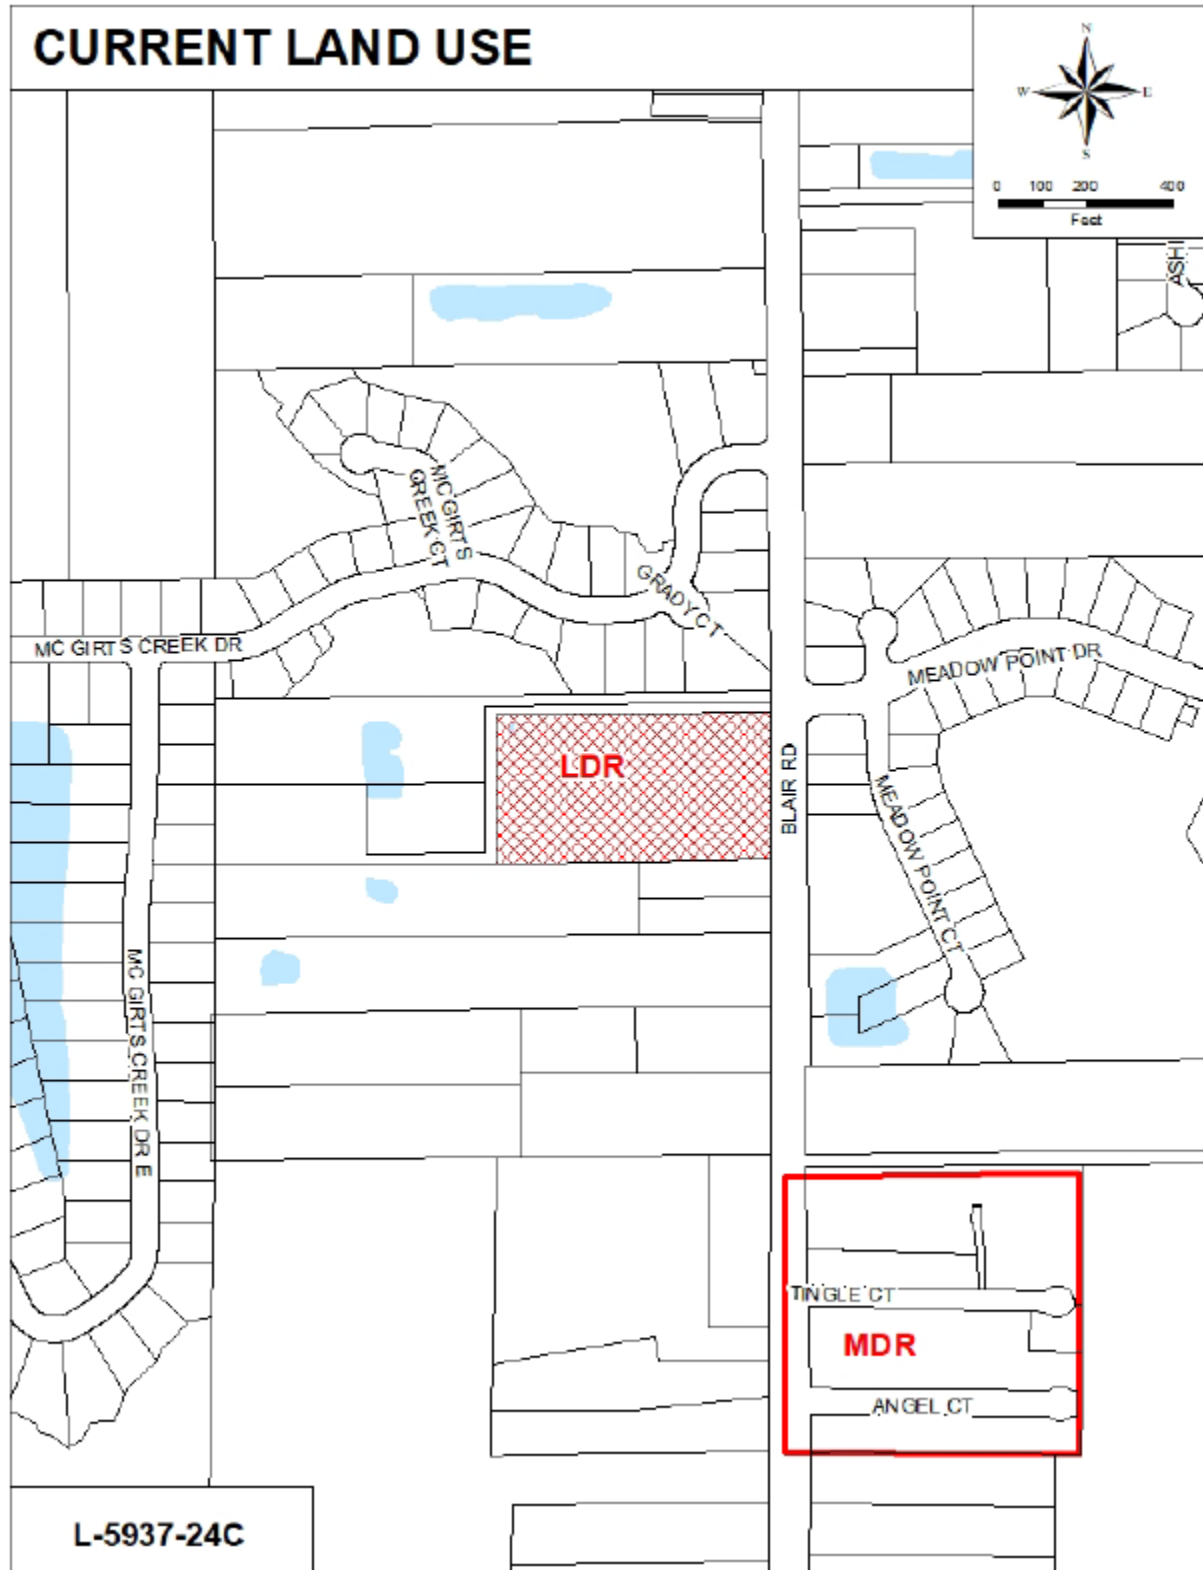 CURRENT LAND USE
N
W E
S
0 100 200 400
Feet
ASHI
MC GIRTS
CREEK CT
GRADY CT
MC GIRTS CREEK DR
MEADOW POINT DR
LDR
BLAIR RD
MEADOW POINT CT
MC GIRTS CREEK DR E
TINGLE CT
MDR
ANGEL CT
L-5937-24C